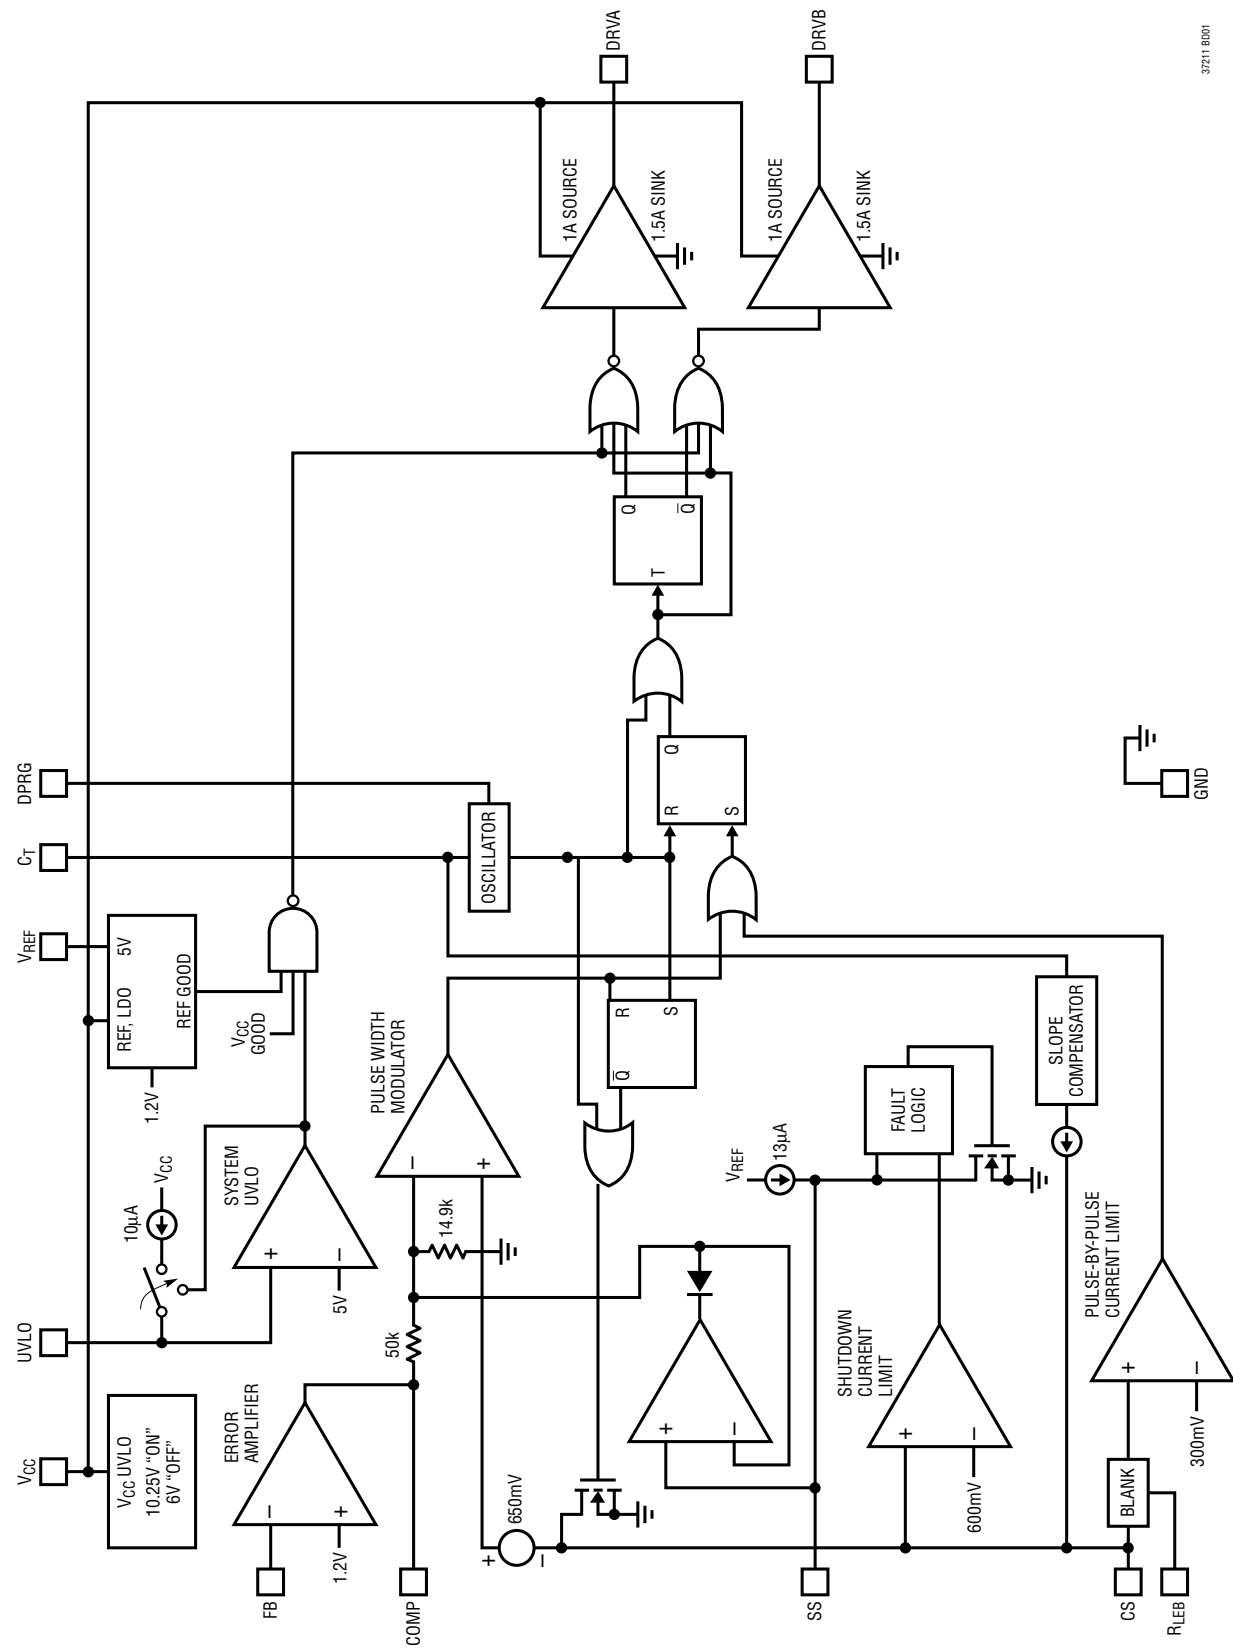 VCC
UVLO
VREF
CT
DPRG
VCC UVLO
10.25V “ON”
6V “OFF”
10µA
VCC
1.2V
REF, LDO
5V
REF GOOD
VCC
GOOD
SYSTEM
UVLO
+
–
5V
OSCILLATOR
FB
ERROR
AMPLIFIER
–
+
1.2V
COMP
50k
14.9k
PULSE WIDTH
MODULATOR
–
+
R
S
Q
R
S
Q
T
Q
Q
1A SOURCE
1.5A SINK
DRVA
1A SOURCE
1.5A SINK
DRVB
+
650mV
–
+
–
SS
VREF
13µA
FAULT
LOGIC
SHUTDOWN
CURRENT
LIMIT
+
–
600mV
SLOPE
COMPENSATOR
PULSE-BY-PULSE
CURRENT LIMIT
+
–
300mV
BLANK
CS
RLEB
GND
37211 BD01